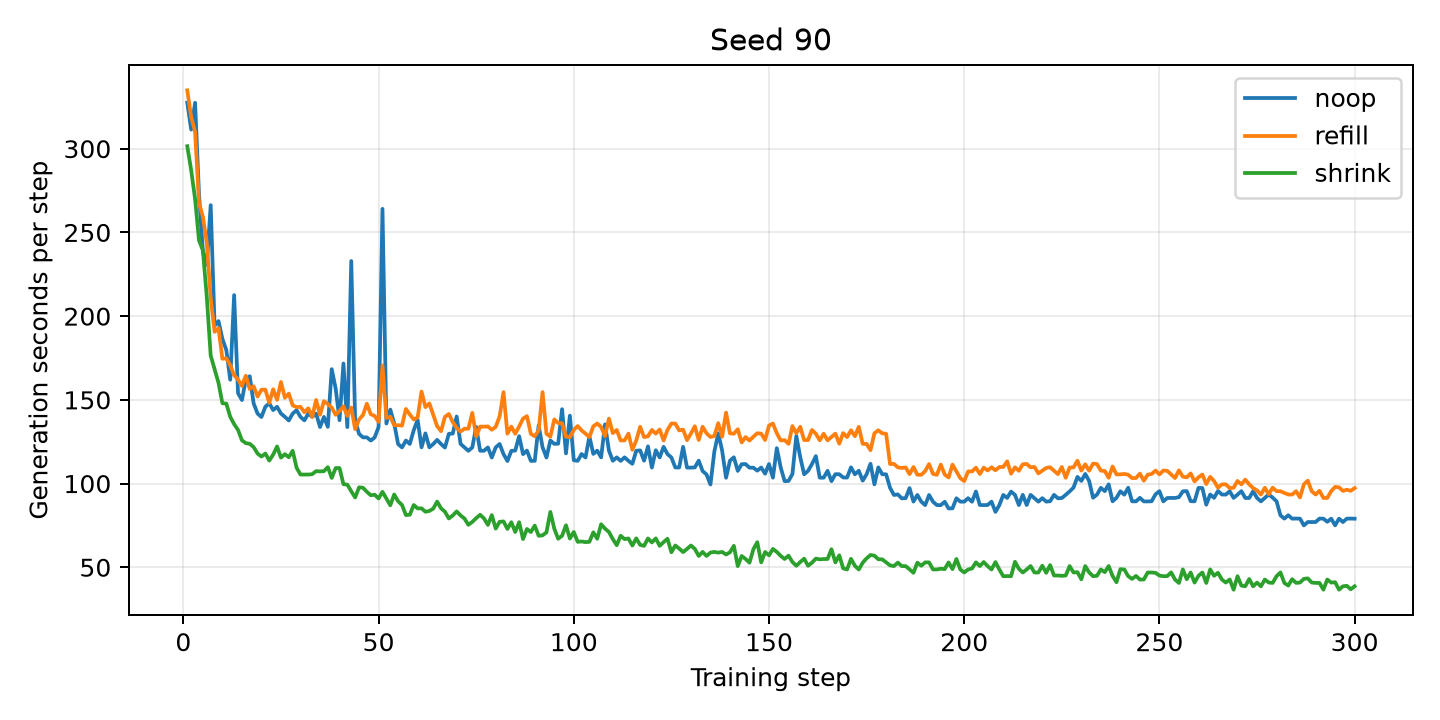 Seed 90
Generation seconds per step
300
250
200
150
100
50
noop
refill
shrink
0 50 100 150 200 250 300
Training step